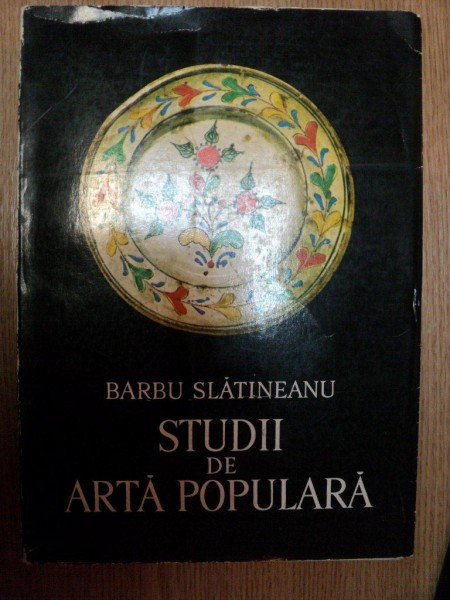 BARBU SLĂTINEANU
STUDII
DE
ARTĂ POPULARĂ